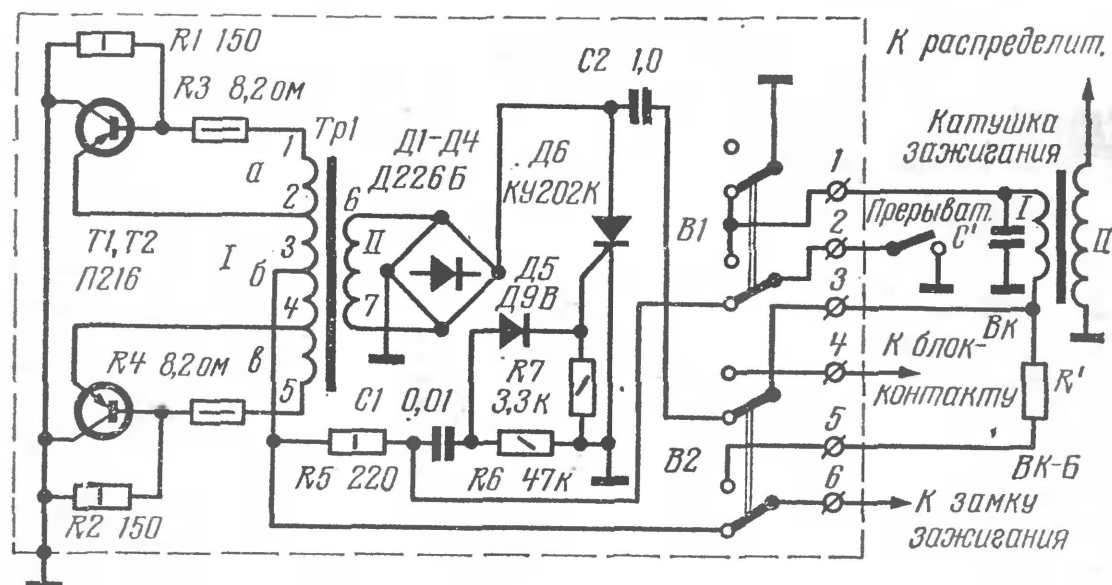 R1 150
К распределит.
C2 1,0
R3 8,2 ом
Тр1
Катушка
зажигания
Д1-Д4
Д226Б
Д6
КУ202К
1
а
2
6
1
Прерыват.
I
C'
II
Т1, Т2
П216
I
3
б
II
В1
2
4
7
Д5
Д9В
3
Вк
R4 8,2 ом
в
5
R7
3,3к
4
К блок-
контакту
R'
C1 0,01
5
R5 220
R6 47к
В2
ВК-Б
6
R2 150
К замку
зажигания